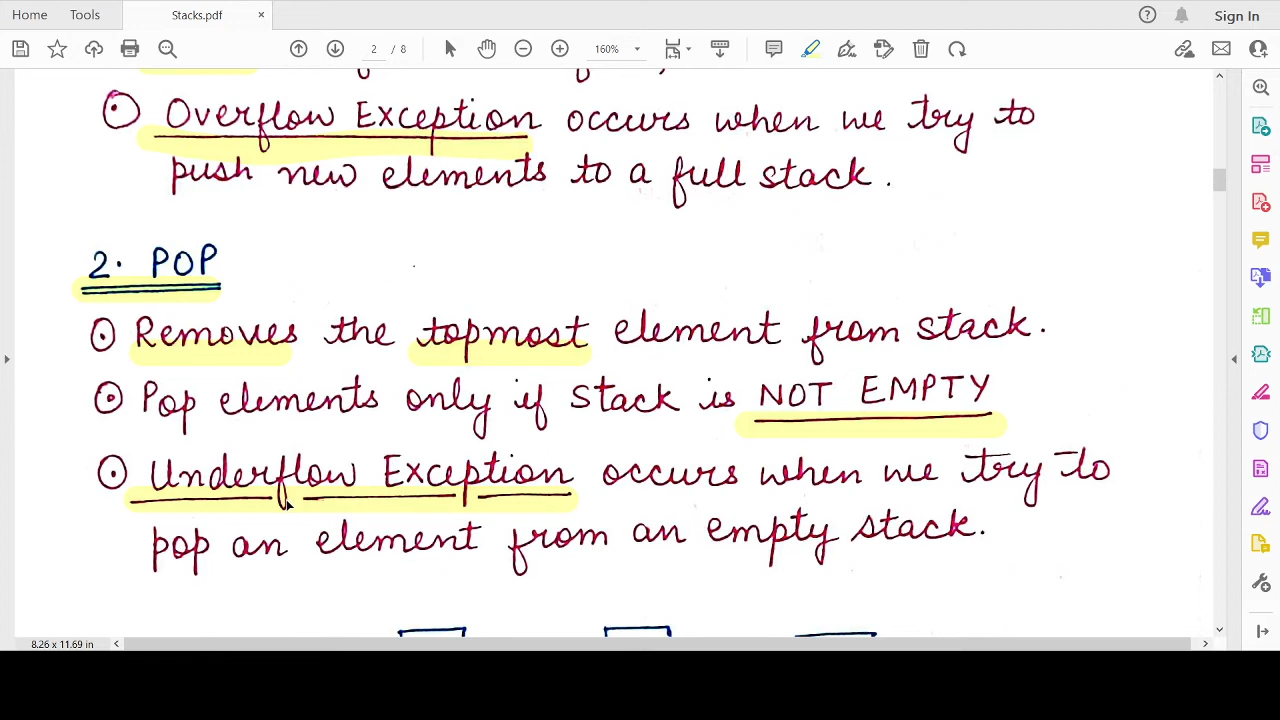 Home Tools Stacks.pdf × Sign In
2 / 8 160%
⊙ Overflow Exception occurs when we try to
push new elements to a full stack.
2. POP
⊙ Removes the topmost element from stack.
⊙ Pop elements only if stack is NOT EMPTY
⊙ Underflow Exception occurs when we try to
pop an element from an empty stack.
8.26 x 11.69 in